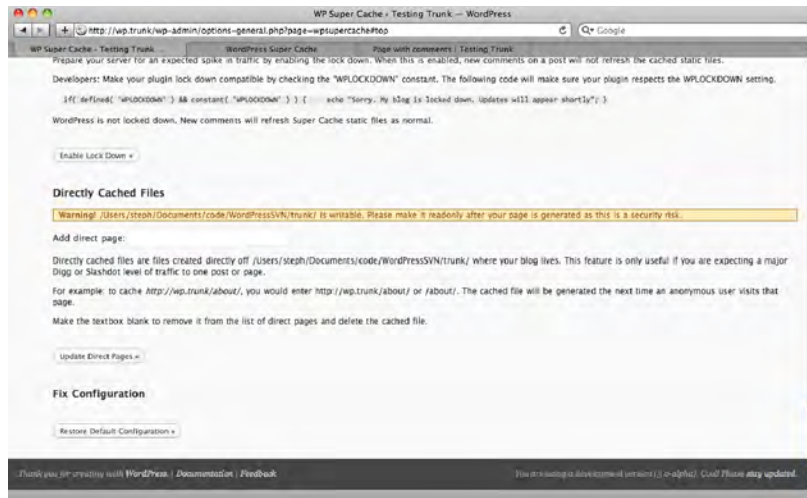 WP Super Cache ‹ Testing Trunk — WordPress
http://wp.trunk/wp-admin/options-general.php?page=wpsupercache#top
Google
WP Super Cache ‹ Testing Trunk ...
WordPress Super Cache
Page with comments | Testing Trunk
Prepare your server for an expected spike in traffic by enabling the lock down. When this is enabled, new comments on a post will not refresh the cached static files.
Developers: Make your plugin lock down compatible by checking the "WPLOCKDOWN" constant. The following code will make sure your plugin respects the WPLOCKDOWN setting.
if( defined( 'WPLOCKDOWN' ) && constant( 'WPLOCKDOWN' ) ) { echo "Sorry. My blog is locked down. Updates will appear shortly"; }
WordPress is not locked down. New comments will refresh Super Cache static files as normal.
Enable Lock Down »
Directly Cached Files
Warning! /Users/steph/Documents/code/WordPressSVN/trunk/ is writable. Please make it readonly after your page is generated as this is a security risk.
Add direct page:
Directly cached files are files created directly off /Users/steph/Documents/code/WordPressSVN/trunk/ where your blog lives. This feature is only useful if you are expecting a major
Digg or Slashdot level of traffic to one post or page.
For example: to cache http://wp.trunk/about/, you would enter http://wp.trunk/about/ or /about/. The cached file will be generated the next time an anonymous user visits that
page.
Make the textbox blank to remove it from the list of direct pages and delete the cached file.
Update Direct Pages »
Fix Configuration
Restore Default Configuration »
Thank you for creating with WordPress. | Documentation | Feedback
You are using a development version Cool! Please stay updated.